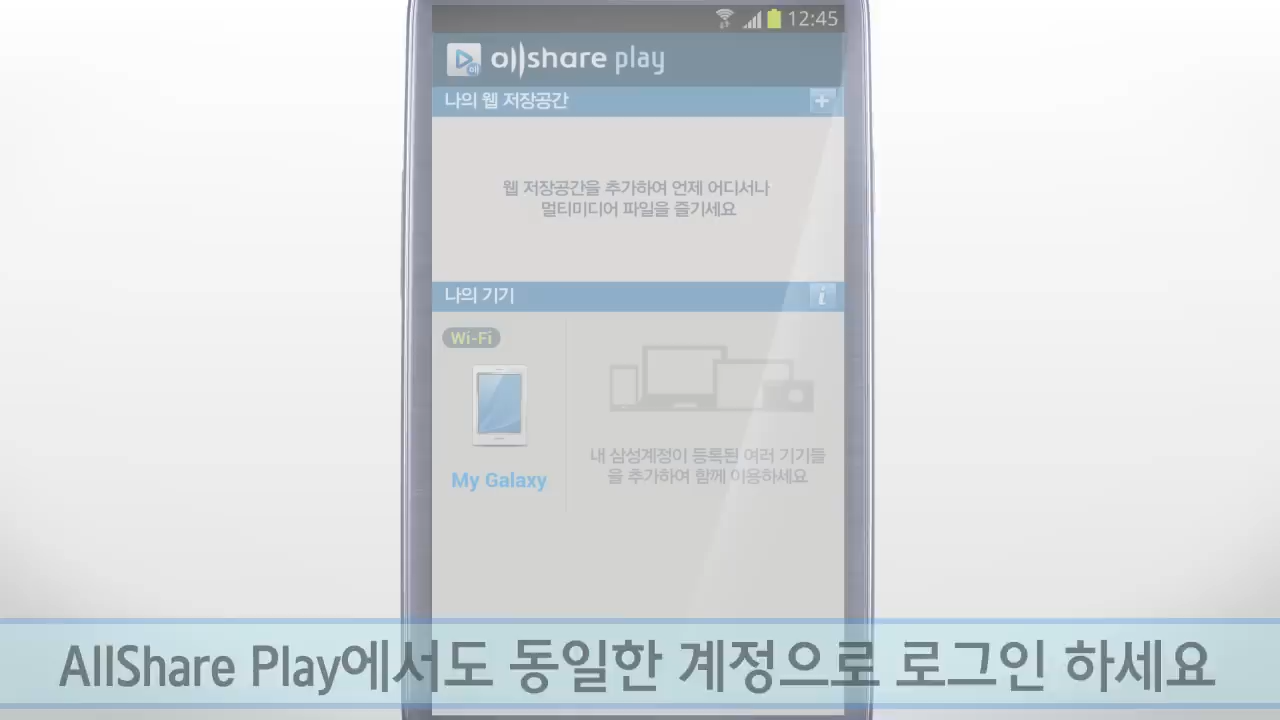 12:45
allshare play
나의 웹 저장공간
웹 저장공간을 추가하여 언제 어디서나
멀티미디어 파일을 즐기세요
나의 기기
Wi-Fi
My Galaxy
내 삼성계정이 등록된 여러 기기들
을 추가하여 함께 이용하세요
AllShare Play에서도 동일한 계정으로 로그인 하세요